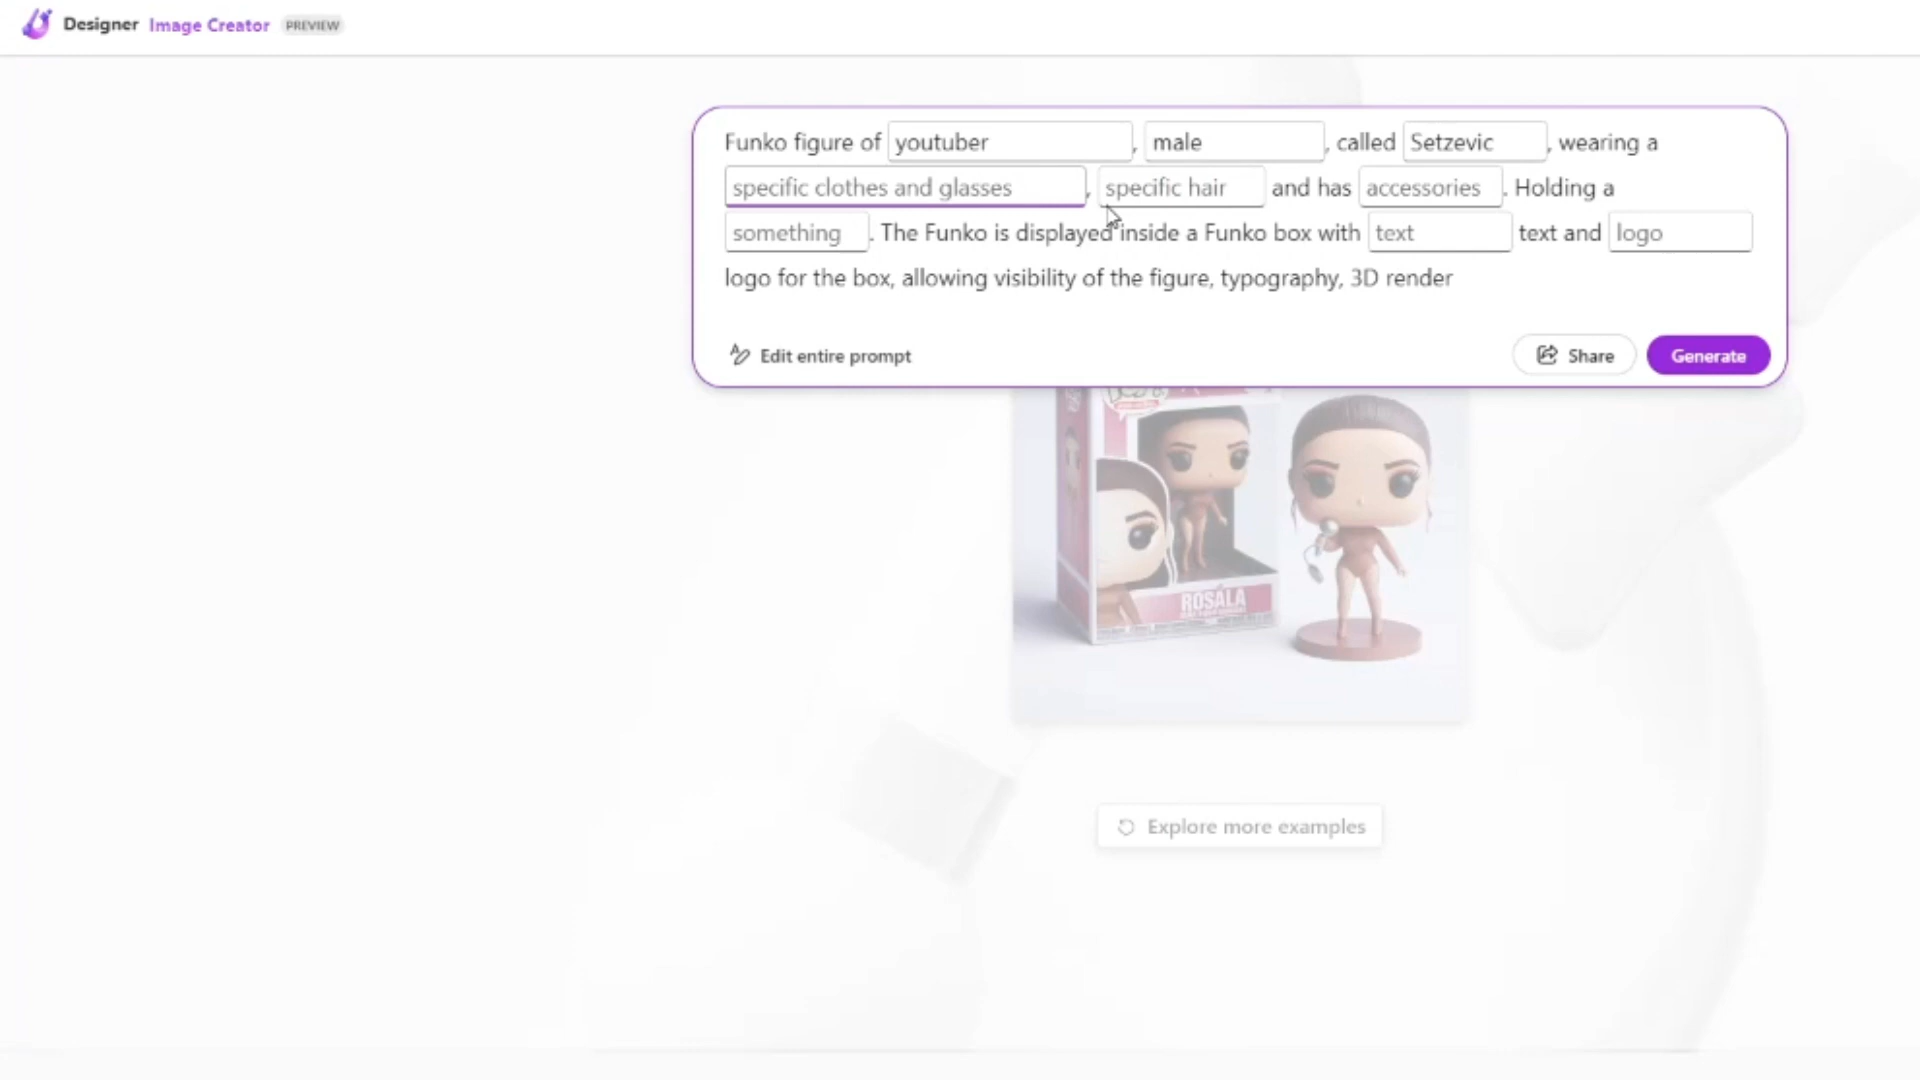 Designer Image Creator PREVIEW
Funko figure of youtuber, male, called Setzevic, wearing a
specific clothes and glasses, specific hair and has accessories. Holding a
something. The Funko is displayed inside a Funko box with text text and logo
logo for the box, allowing visibility of the figure, typography, 3D render
Edit entire prompt
Share
Generate
ROSALA
Explore more examples